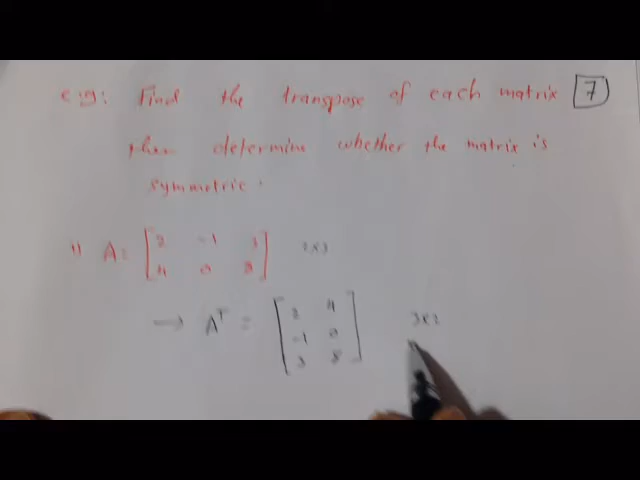 e.g: Find the transpose of each matrix 7
then determine whether the matrix is
symmetric.
1) A = [2 -1 3 2x3
4 0 8]
→ A^T = [2 4
-1 0 3x2
3 8]